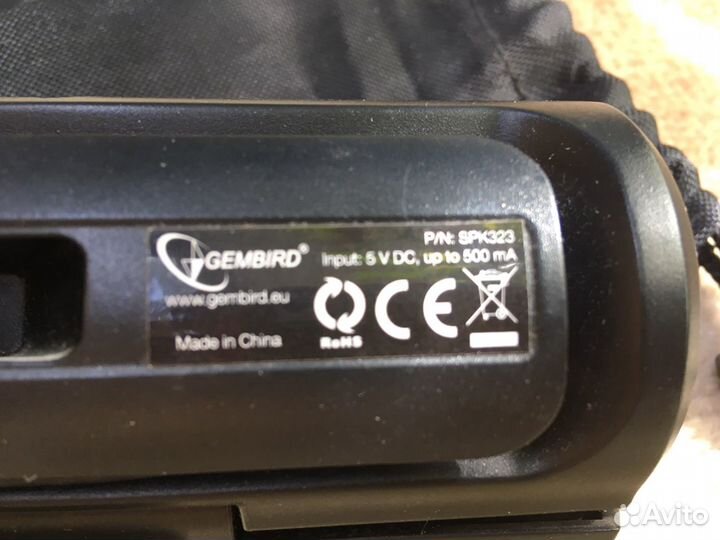 GEMBIRD®
www.gembird.eu
Made in China
P/N: SPK323
Input: 5 V DC, up to 500 mA
RoHS
CE
Avito